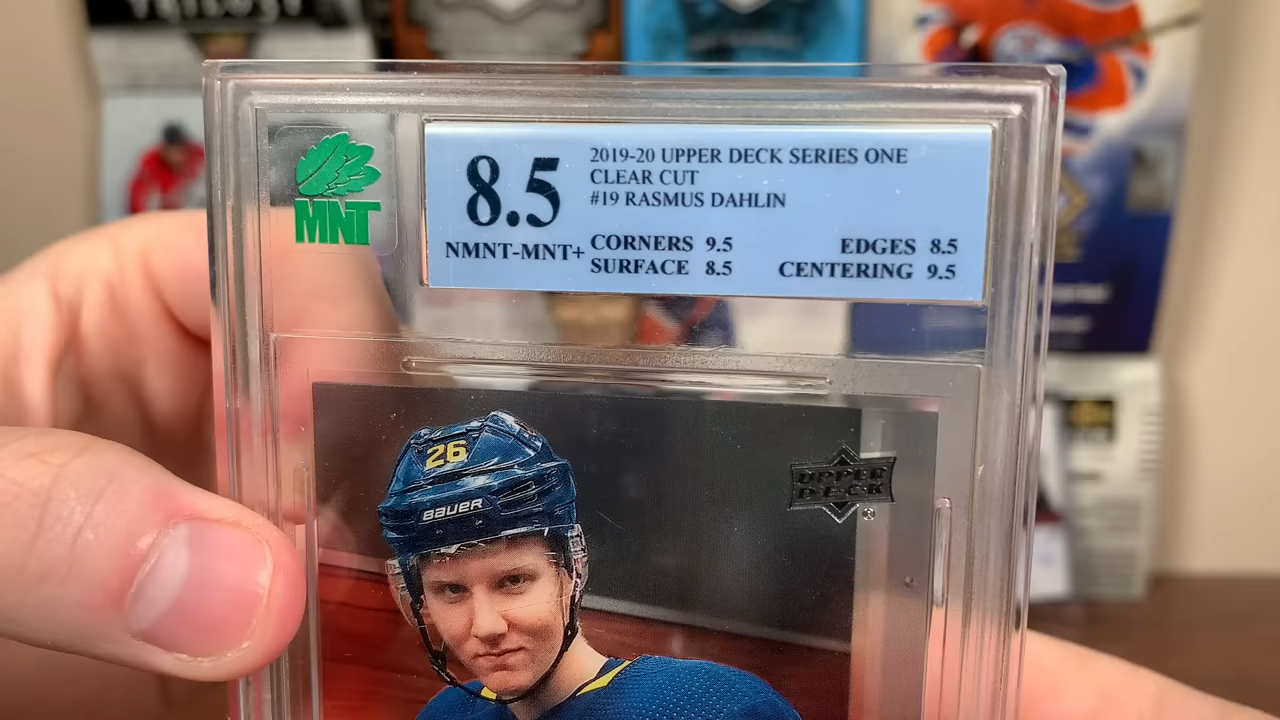 TRILOGY
MNT
8.5
NMNT-MNT+
2019-20 UPPER DECK SERIES ONE
CLEAR CUT
#19 RASMUS DAHLIN
CORNERS 9.5 EDGES 8.5
SURFACE 8.5 CENTERING 9.5
26
BAUER
UPPER
DECK
®